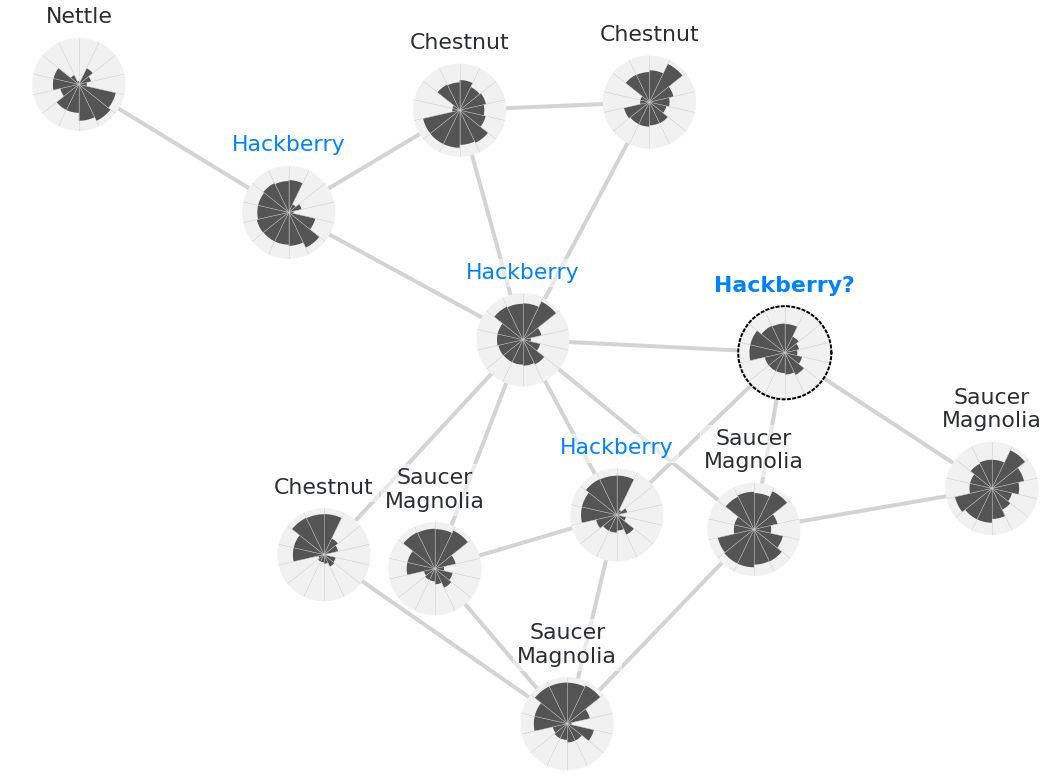 Nettle
Chestnut
Chestnut
Hackberry
Hackberry
Hackberry?
Saucer
Magnolia
Saucer
Magnolia
Hackberry
Chestnut
Saucer
Magnolia
Saucer
Magnolia